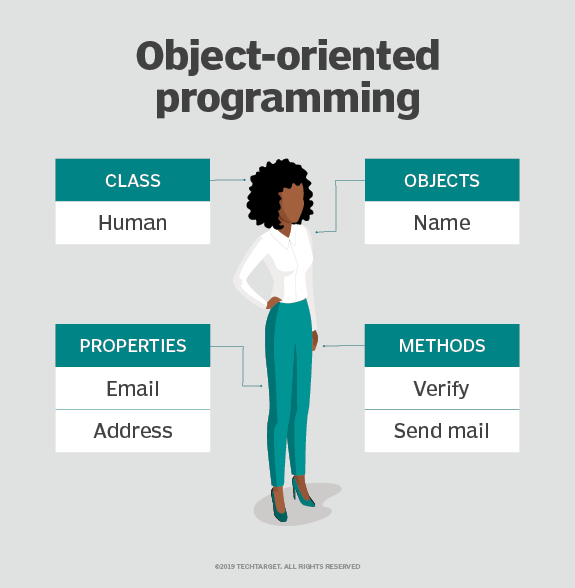 Object-oriented
programming
CLASS
Human
OBJECTS
Name
PROPERTIES
Email
Address
METHODS
Verify
Send mail
©2019 TECHTARGET. ALL RIGHTS RESERVED